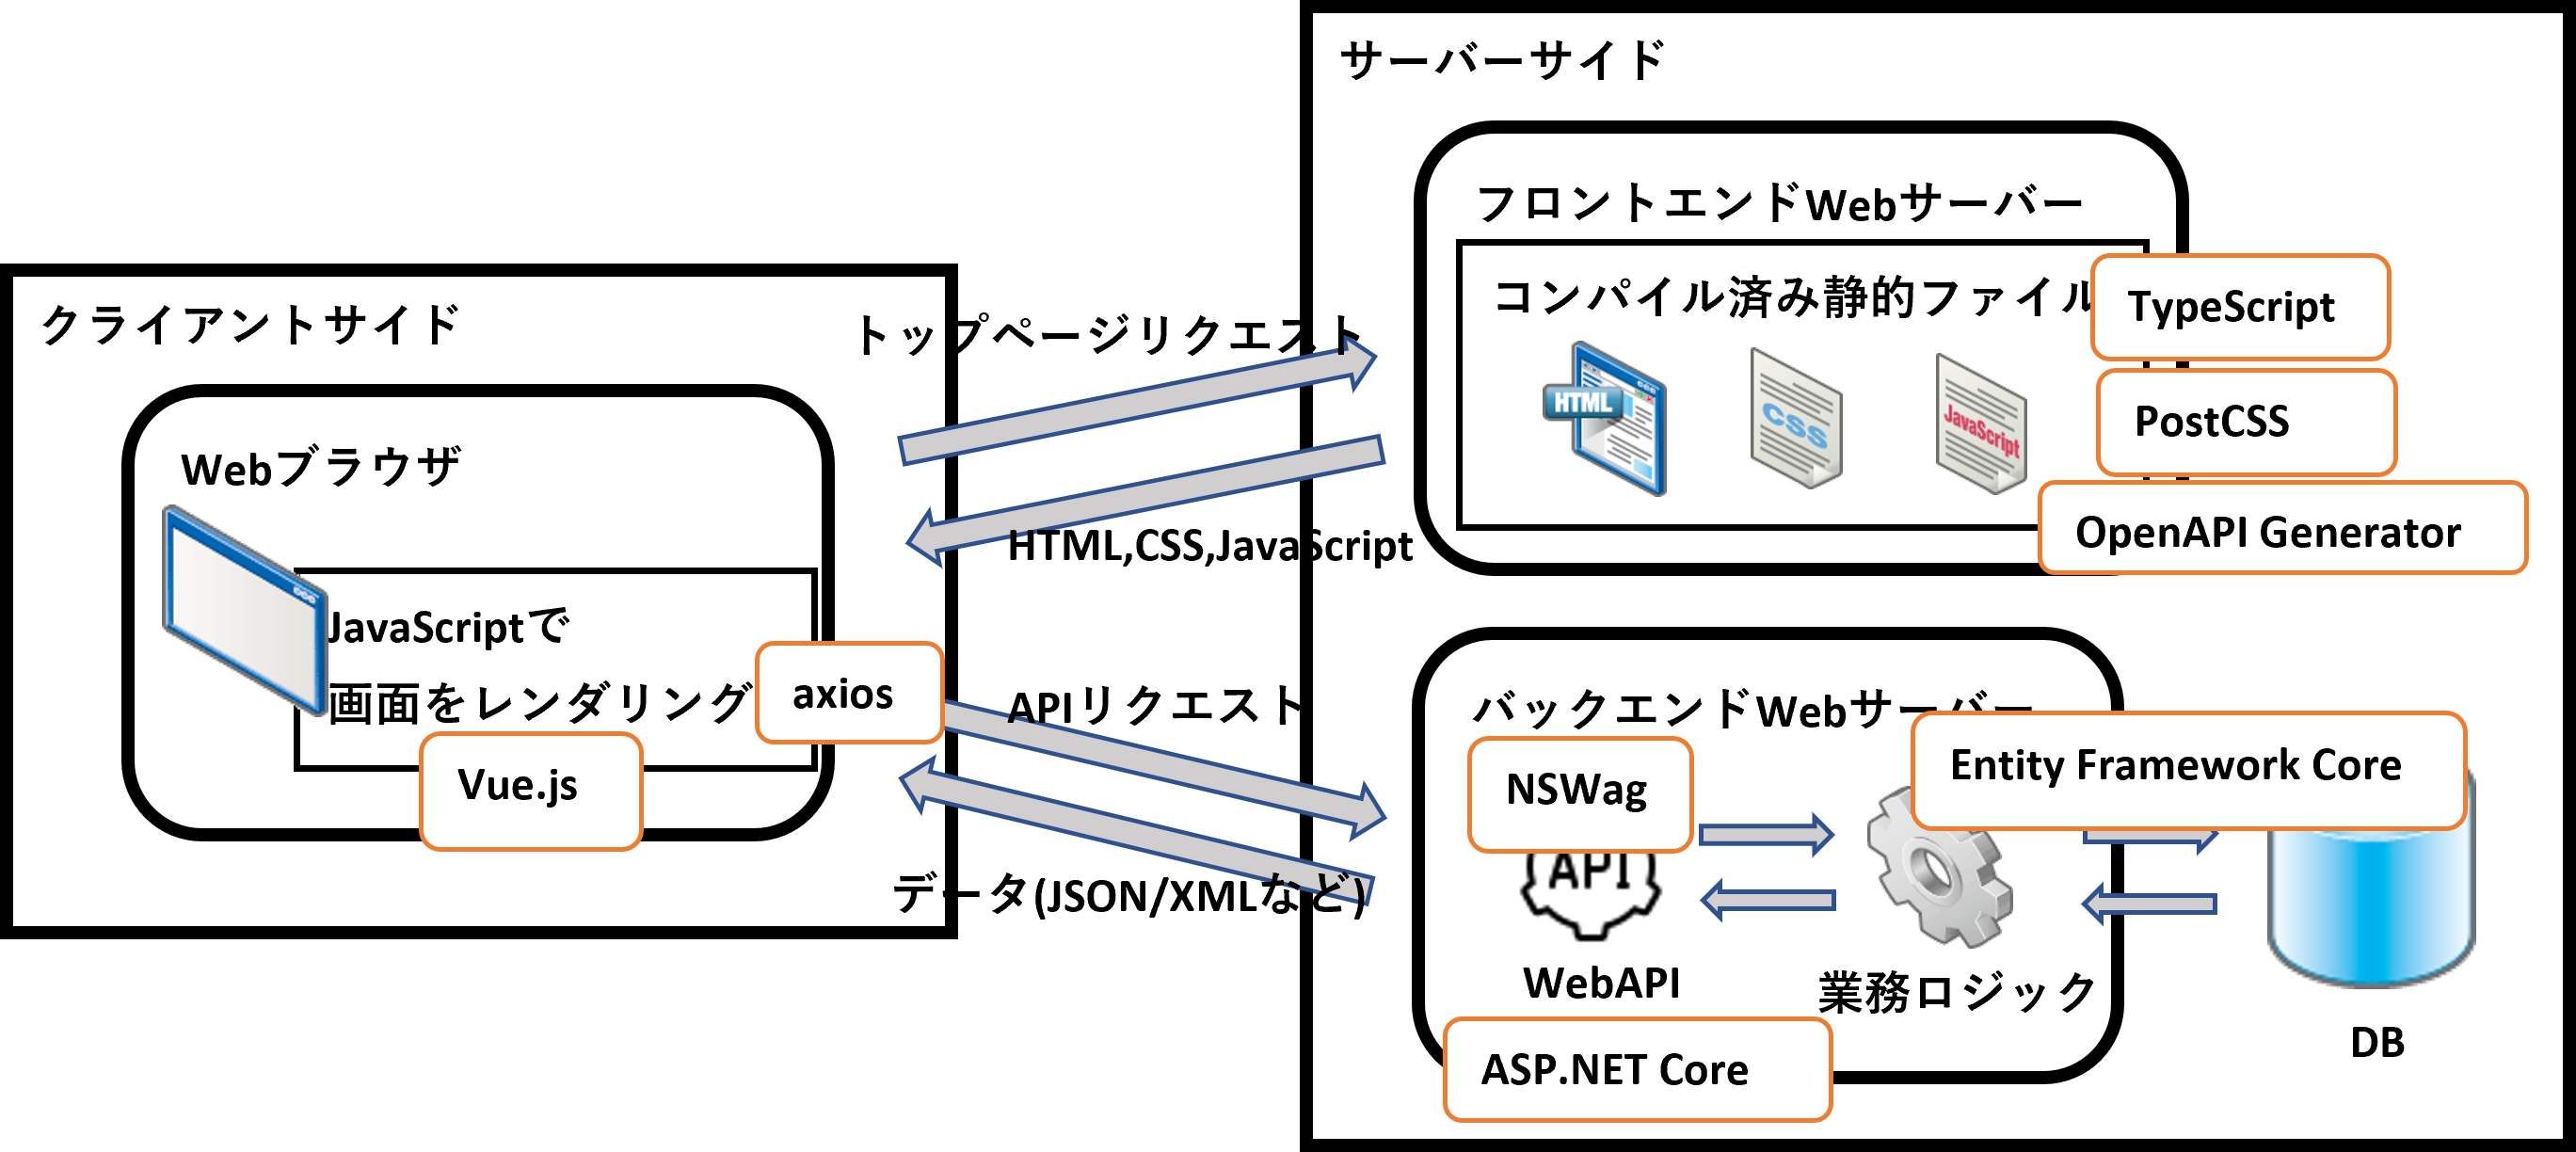 サーバーサイド
フロントエンドWebサーバー
コンパイル済み静的ファイル
TypeScript
PostCSS
OpenAPI Generator
HTML
CSS
JavaScript
クライアントサイド
Webブラウザ
JavaScriptで
画面をレンダリング
axios
Vue.js
トップページリクエスト
HTML,CSS,JavaScript
APIリクエスト
データ(JSON/XMLなど)
バックエンドWebサーバー
NSWag
Entity Framework Core
API
WebAPI
業務ロジック
ASP.NET Core
DB